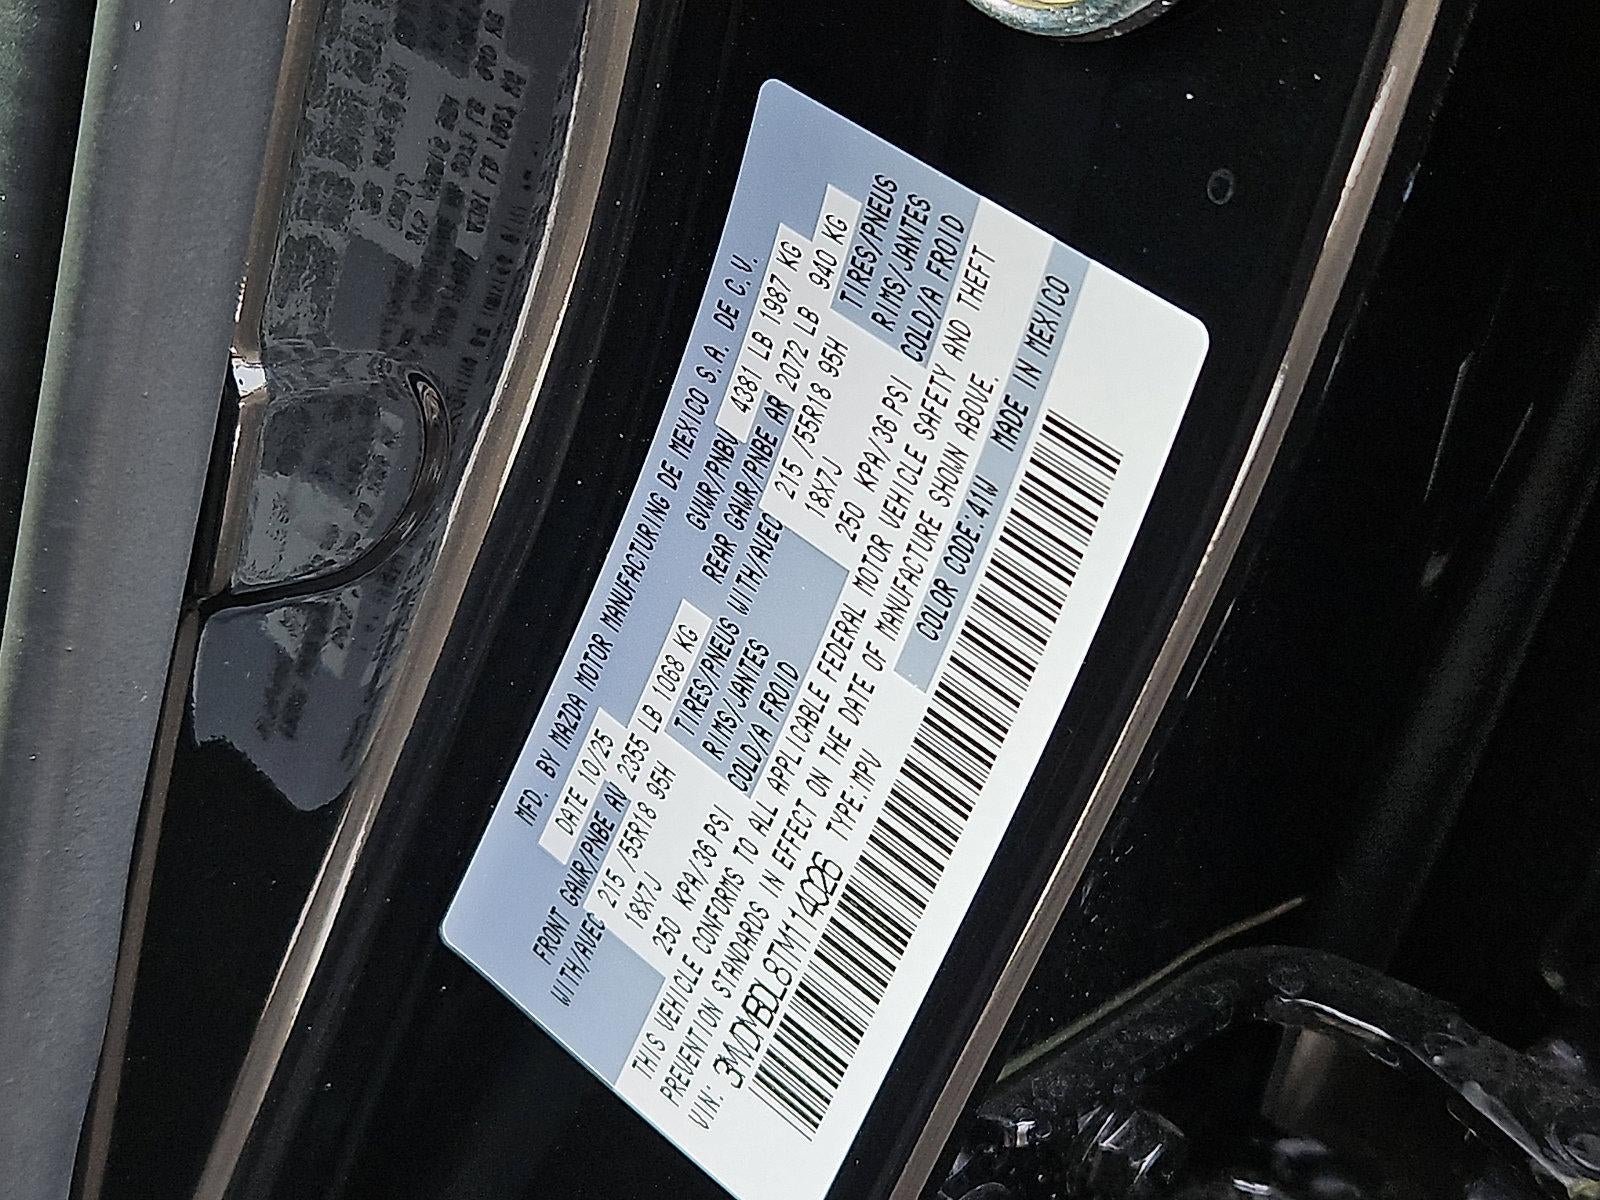 MFD. BY MAZDA MOTOR MANUFACTURING DE MEXICO S.A. DE C.V.
DATE 10/25 GVWR/PNBV 4381 LB 1987 KG
FRONT GAWR/PNBE AV 2355 LB 1068 KG REAR GAWR/PNBE AR 2072 LB 940 KG
WITH/AVEC 215 /55R18 95H TIRES/PNEUS WITH/AVEC 215 /55R18 95H TIRES/PNEUS
18X7J RIMS/JANTES 18X7J RIMS/JANTES
250 KPA/36 PSI COLD/A FROID 250 KPA/36 PSI COLD/A FROID
THIS VEHICLE CONFORMS TO ALL APPLICABLE FEDERAL MOTOR VEHICLE SAFETY AND THEFT
PREVENTION STANDARDS IN EFFECT ON THE DATE OF MANUFACTURE SHOWN ABOVE.
VIN: 3MVDMBDL8TM114026 TYPE:MPV COLOR CODE:41W MADE IN MEXICO